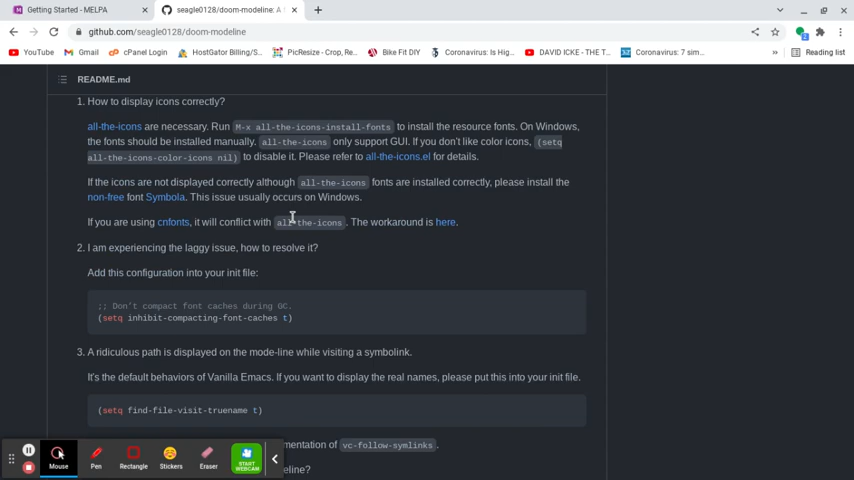 Getting Started - MELPA
seagle0128/doom-modeline: A f
github.com/seagle0128/doom-modeline
YouTube
Gmail
cPanel Login
HostGator Billing/S...
PicResize - Crop, Re...
Bike Fit DIY
Coronavirus: Is Hig...
DAVID ICKE - THE T...
Coronavirus: 7 sim...
»
Reading list
README.md
1. How to display icons correctly?
all-the-icons are necessary. Run M-x all-the-icons-install-fonts to install the resource fonts. On Windows,
the fonts should be installed manually. all-the-icons only support GUI. If you don't like color icons, (setq
all-the-icons-color-icons nil) to disable it. Please refer to all-the-icons.el for details.
If the icons are not displayed correctly although all-the-icons fonts are installed correctly, please install the
non-free font Symbola. This issue usually occurs on Windows.
If you are using cnfonts, it will conflict with all-the-icons. The workaround is here.
2. I am experiencing the laggy issue, how to resolve it?
Add this configuration into your init file:
;; Don't compact font caches during GC.
(setq inhibit-compacting-font-caches t)
3. A ridiculous path is displayed on the mode-line while visiting a symbolink.
It's the default behaviors of Vanilla Emacs. If you want to display the real names, please put this into your init file.
(setq find-file-visit-truename t)
mentation of vc-follow-symlinks.
eline?
Mouse
Pen
Rectangle
Stickers
Eraser
START
WEBCAM